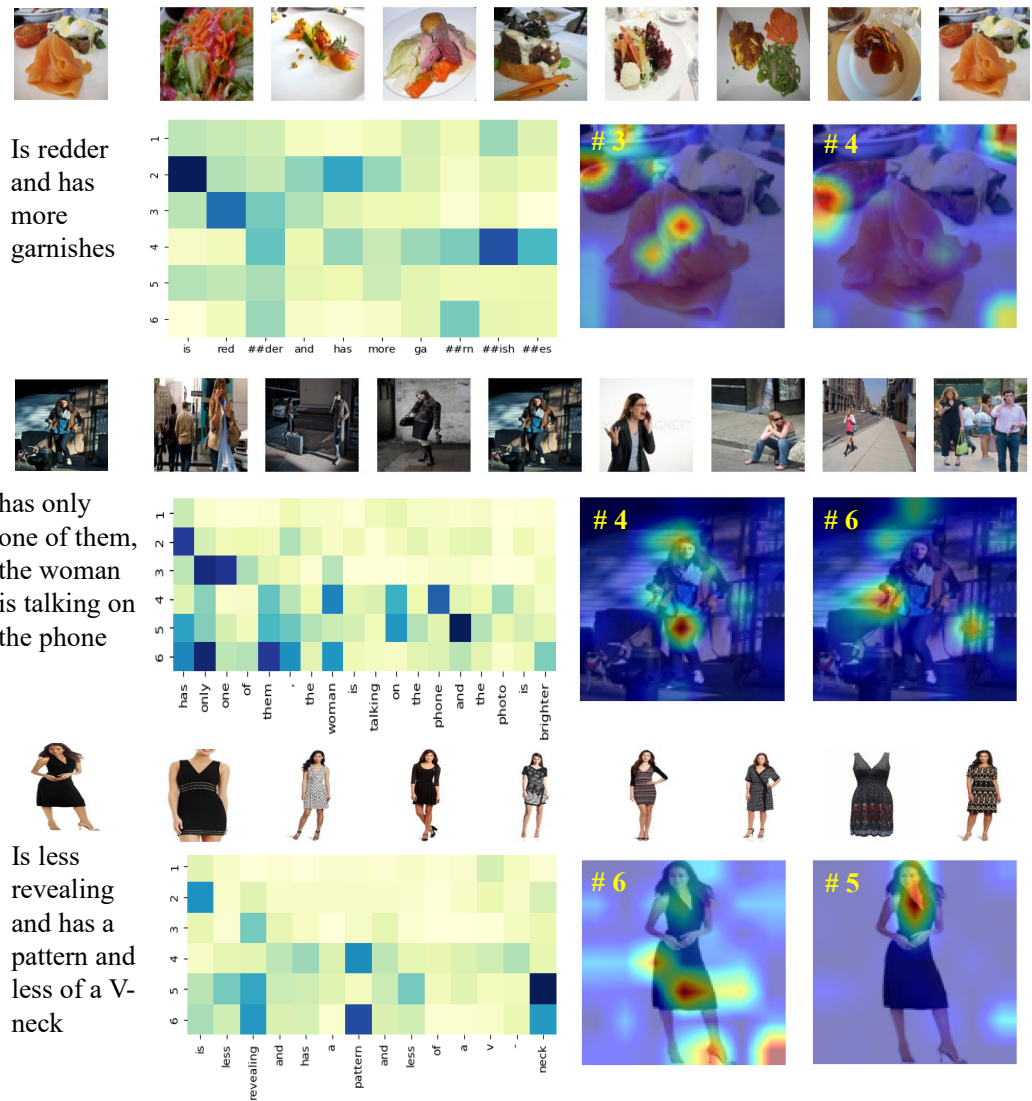 Is redder
and has
more
garnishes
1
2
3
4
5
6
is red ##der and has more ga ##rn ##ish ##es
# 3
# 4
has only
one of them,
the woman
is talking on
the phone
1
2
3
4
5
6
has only one of them , the woman is talking on the phone and the photo is brighter
# 4
# 6
Is less
revealing
and has a
pattern and
less of a V-
neck
1
2
3
4
5
6
is less revealing and has a pattern and less of a v - neck
# 6
# 5